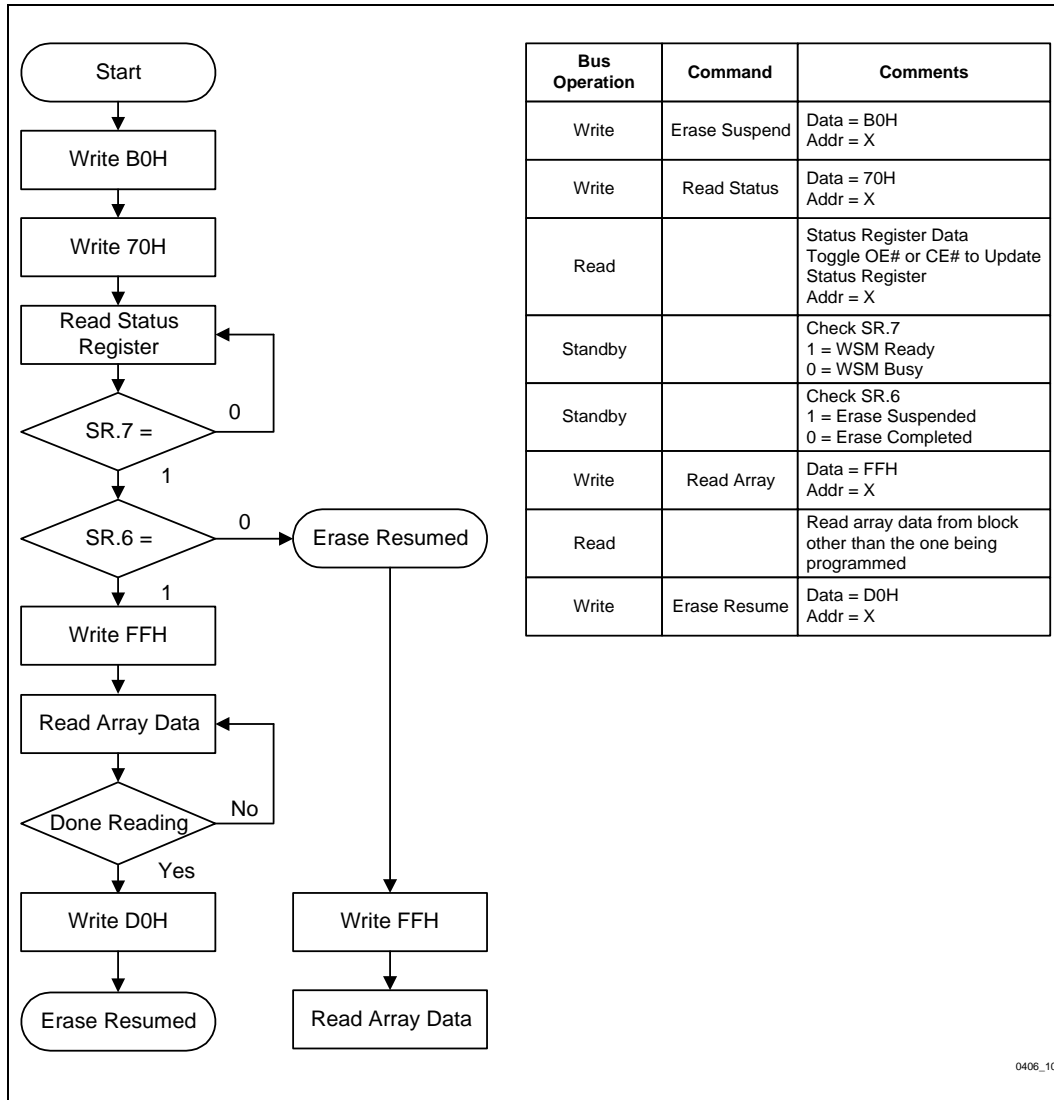 Start
Write B0H
Write 70H
Read Status
Register
0
SR.7 =
1
0
SR.6 =
Erase Resumed
1
Write FFH
Read Array Data
No
Done Reading
Yes
Write D0H
Write FFH
Erase Resumed
Read Array Data
Bus
Operation
Command
Comments
Write
Erase Suspend
Data = B0H
Addr = X
Write
Read Status
Data = 70H
Addr = X
Read
Status Register Data
Toggle OE# or CE# to Update
Status Register
Addr = X
Standby
Check SR.7
1 = WSM Ready
0 = WSM Busy
Standby
Check SR.6
1 = Erase Suspended
0 = Erase Completed
Write
Read Array
Data = FFH
Addr = X
Read
Read array data from block
other than the one being
programmed
Write
Erase Resume
Data = D0H
Addr = X
0406_10